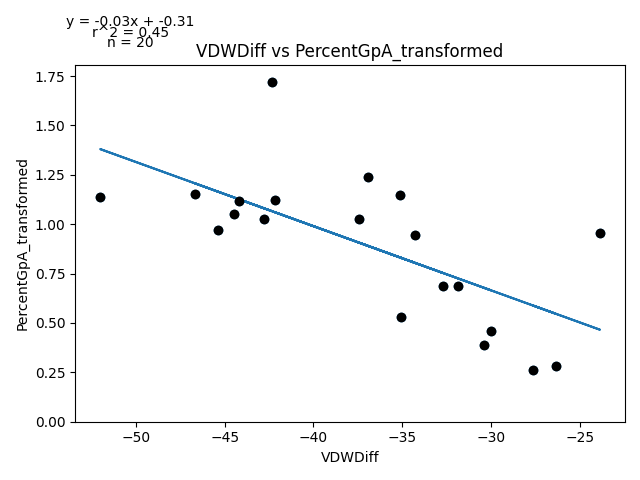 y = -0.03x + -0.31
r^2 = 0.45
n = 20
VDWDiff vs PercentGpA_transformed
PercentGpA_transformed
1.75
1.50
1.25
1.00
0.75
0.50
0.25
0.00
−50
−45
−40
−35
−30
−25
VDWDiff